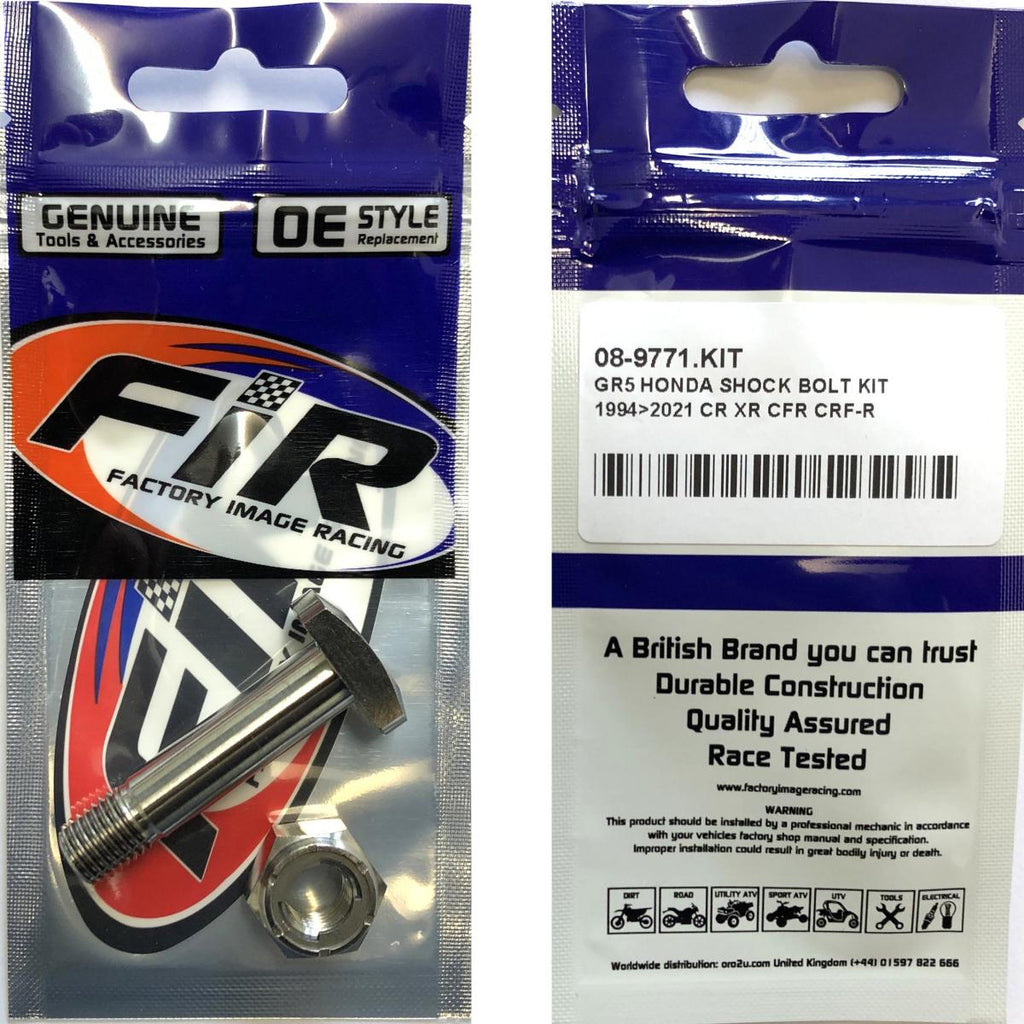 GENUINE
Tools & Accessories
OE STYLE
Replacement
FiR
FACTORY IMAGE RACING
08-9771.KIT
GR5 HONDA SHOCK BOLT KIT
1994>2021 CR XR CFR CRF-R
A British Brand you can trust
Durable Construction
Quality Assured
Race Tested
www.factoryimageracing.com
WARNING
This product should be installed by a professional mechanic in accordance
with your vehicles factory shop manual and specification.
Improper installation could result in great bodily injury or death.
DIRT ROAD UTILITY ATV SPORT ATV UTV TOOLS ELECTRICAL
Worldwide distribution: oro2u.com United Kingdom (+44) 01597 822 666